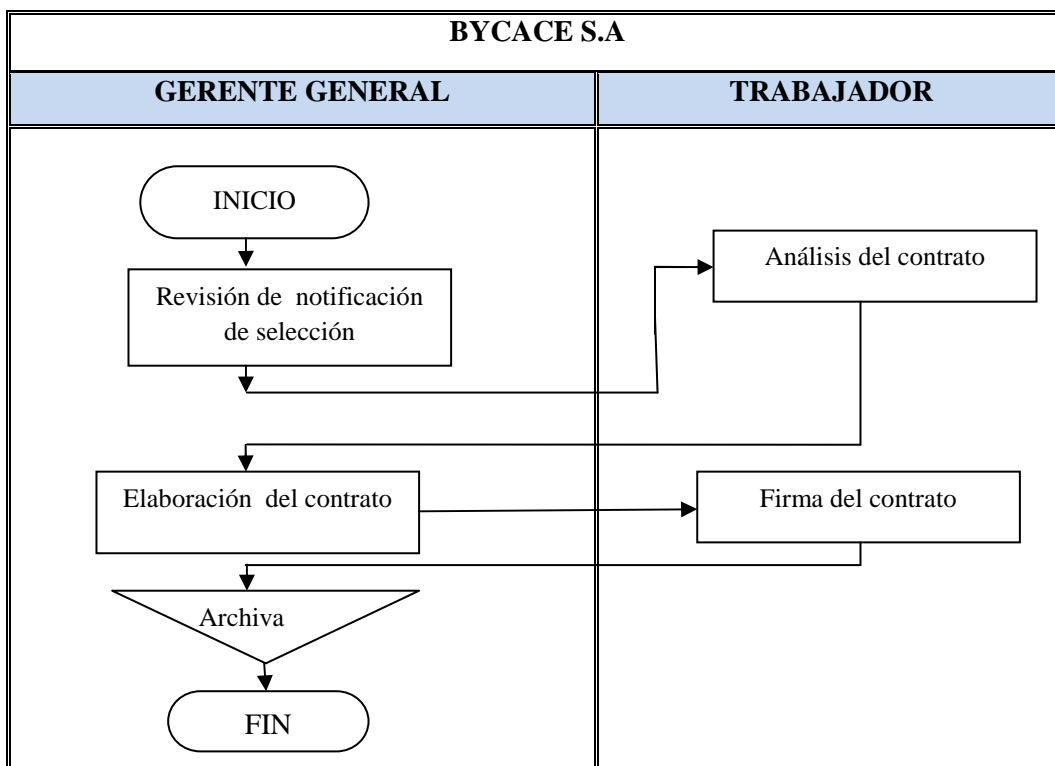 BYCACE S.A
GERENTE GENERAL
TRABAJADOR
INICIO
Revisión de notificación
de selección
Análisis del contrato
Elaboración del contrato
Firma del contrato
Archiva
FIN